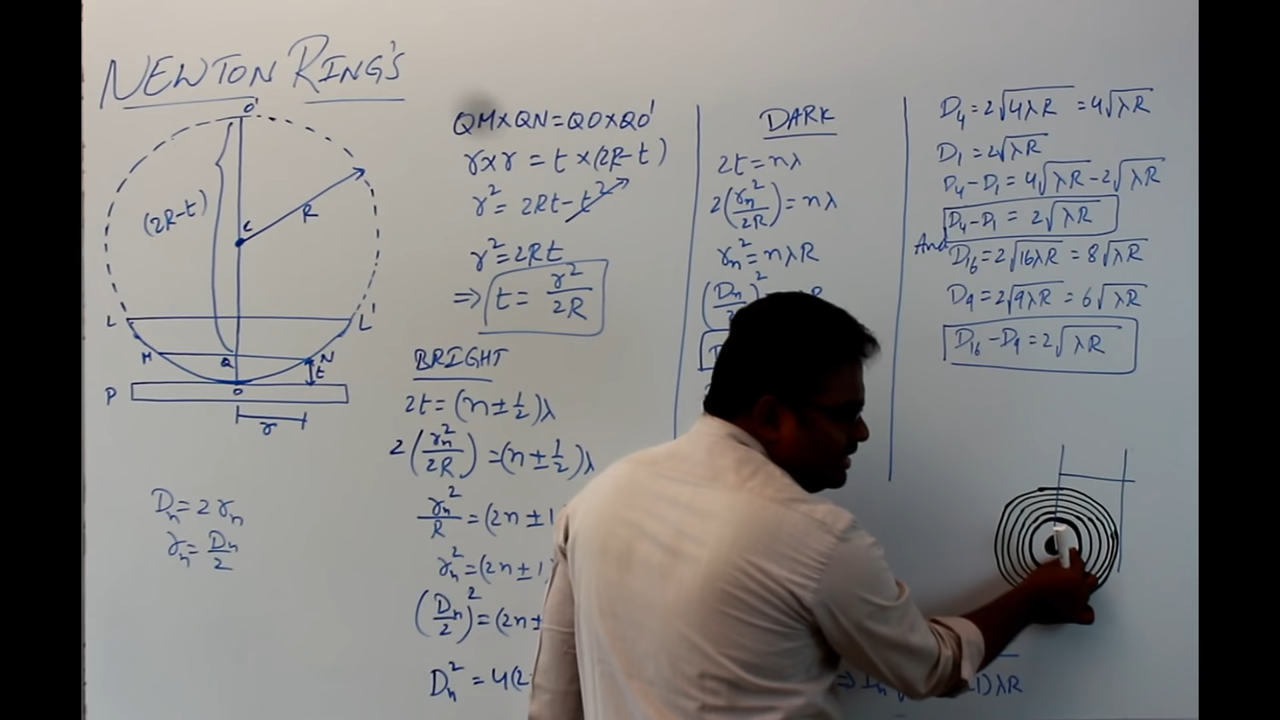 NEWTON RING'S
O'
(2R-t)
C
R
L
L'
M
Q
N
t
P
O
r
Dₙ=2rₙ
rₙ=Dₙ/2
QM×QN=QO×QO'
r×r = t×(2R-t)
r²= 2Rt-t²
r²=2Rt
⇒ t= r²/2R
BRIGHT
2t=(n±1/2)λ
2(rₙ²/2R)=(n±1/2)λ
rₙ²/R=(2n±1
rₙ²=(2n±1
(Dₙ/2)²=(2n±
Dₙ²=4(2
DARK
2t=nλ
2(rₙ²/2R)=nλ
rₙ²=nλR
(Dₙ
D₄=2√4λR =4√λR
D₁=2√λR
D₄-D₁=4√λR-2√λR
D₄-D₁ = 2√λR
And
D₁₆=2√16λR = 8√λR
D₉=2√9λR=6√λR
D₁₆-D₉=2√λR
-1)λR